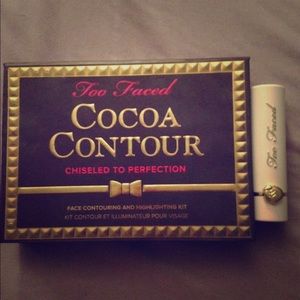 Too Faced
COCOA
CONTOUR
CHISELED TO PERFECTION
FACE CONTOURING AND HIGHLIGHTING KIT
KIT CONTOUR ET ILLUMINATEUR POUR VISAGE
Too Faced